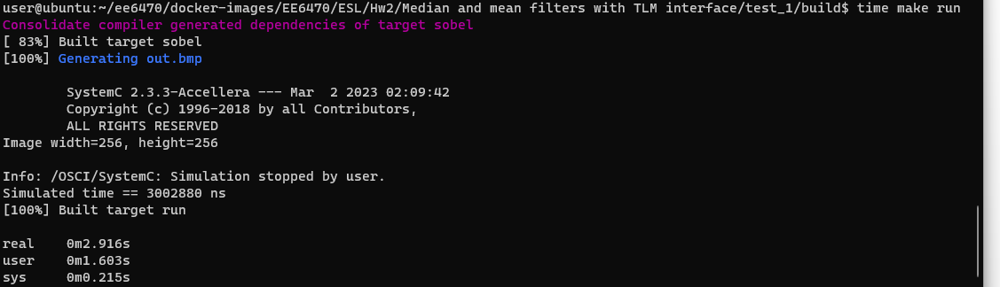 user@ubuntu:~/ee6470/docker-images/EE6470/ESL/Hw2/Median and mean filters with TLM interface/test_1/build$ time make run
Consolidate compiler generated dependencies of target sobel
[ 83%] Built target sobel
[100%] Generating out.bmp
SystemC 2.3.3-Accellera --- Mar  2 2023 02:09:42
Copyright (c) 1996-2018 by all Contributors,
ALL RIGHTS RESERVED
Image width=256, height=256
Info: /OSCI/SystemC: Simulation stopped by user.
Simulated time == 3002880 ns
[100%] Built target run
real    0m2.916s
user    0m1.603s
sys     0m0.215s